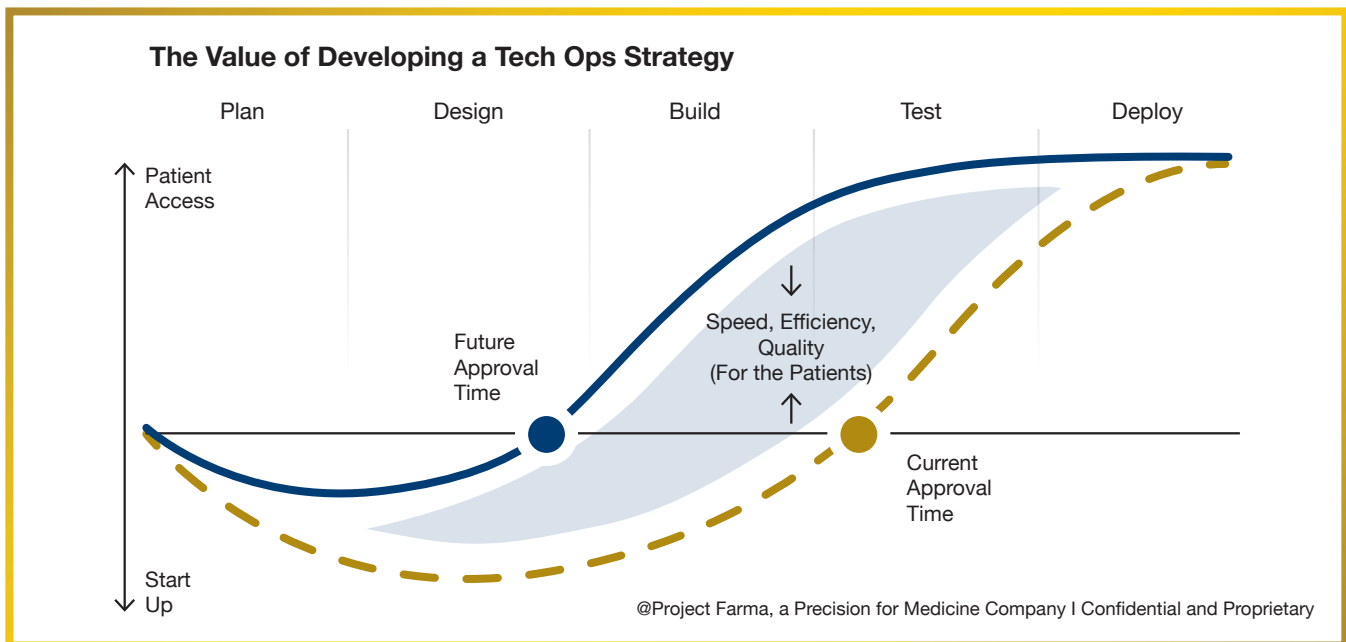 The Value of Developing a Tech Ops Strategy
Plan
Design
Build
Test
Deploy
Patient
Access
Future
Approval
Time
Speed, Efficiency,
Quality
(For the Patients)
Current
Approval
Time
Start
Up
@Project Farma, a Precision for Medicine Company I Confidential and Proprietary